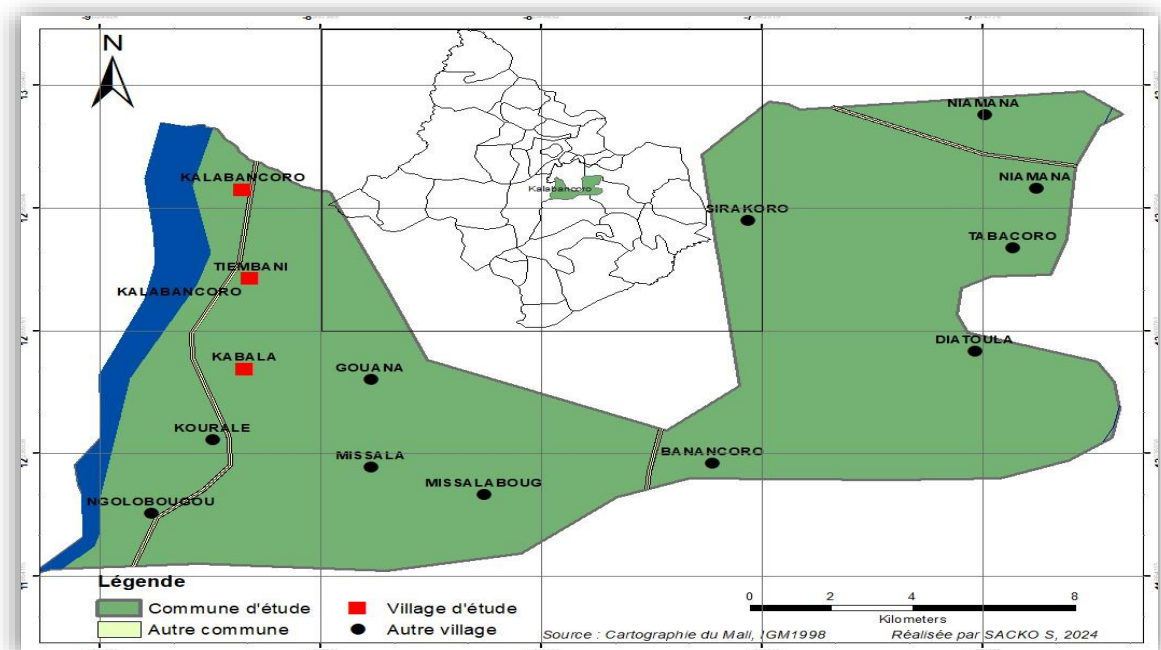 N
NIAMANA
KALABANCORO
NIAMANA
Kalabancoro
SIRAKORO
TABACORO
TIEMBANI
KALABANCORO
DIATOULA
KABALA
GOUANA
KOURALE
BANANCORO
MISSALA
MISSALABOUG
NGOLOBOUGOU
Légende
Commune d'étude
Village d'étude
Autre commune
Autre village
0 2 4 6 8
Kilometers
Source : Cartographie du Mali, IGM1998
Réalisée par SACKO S, 2024